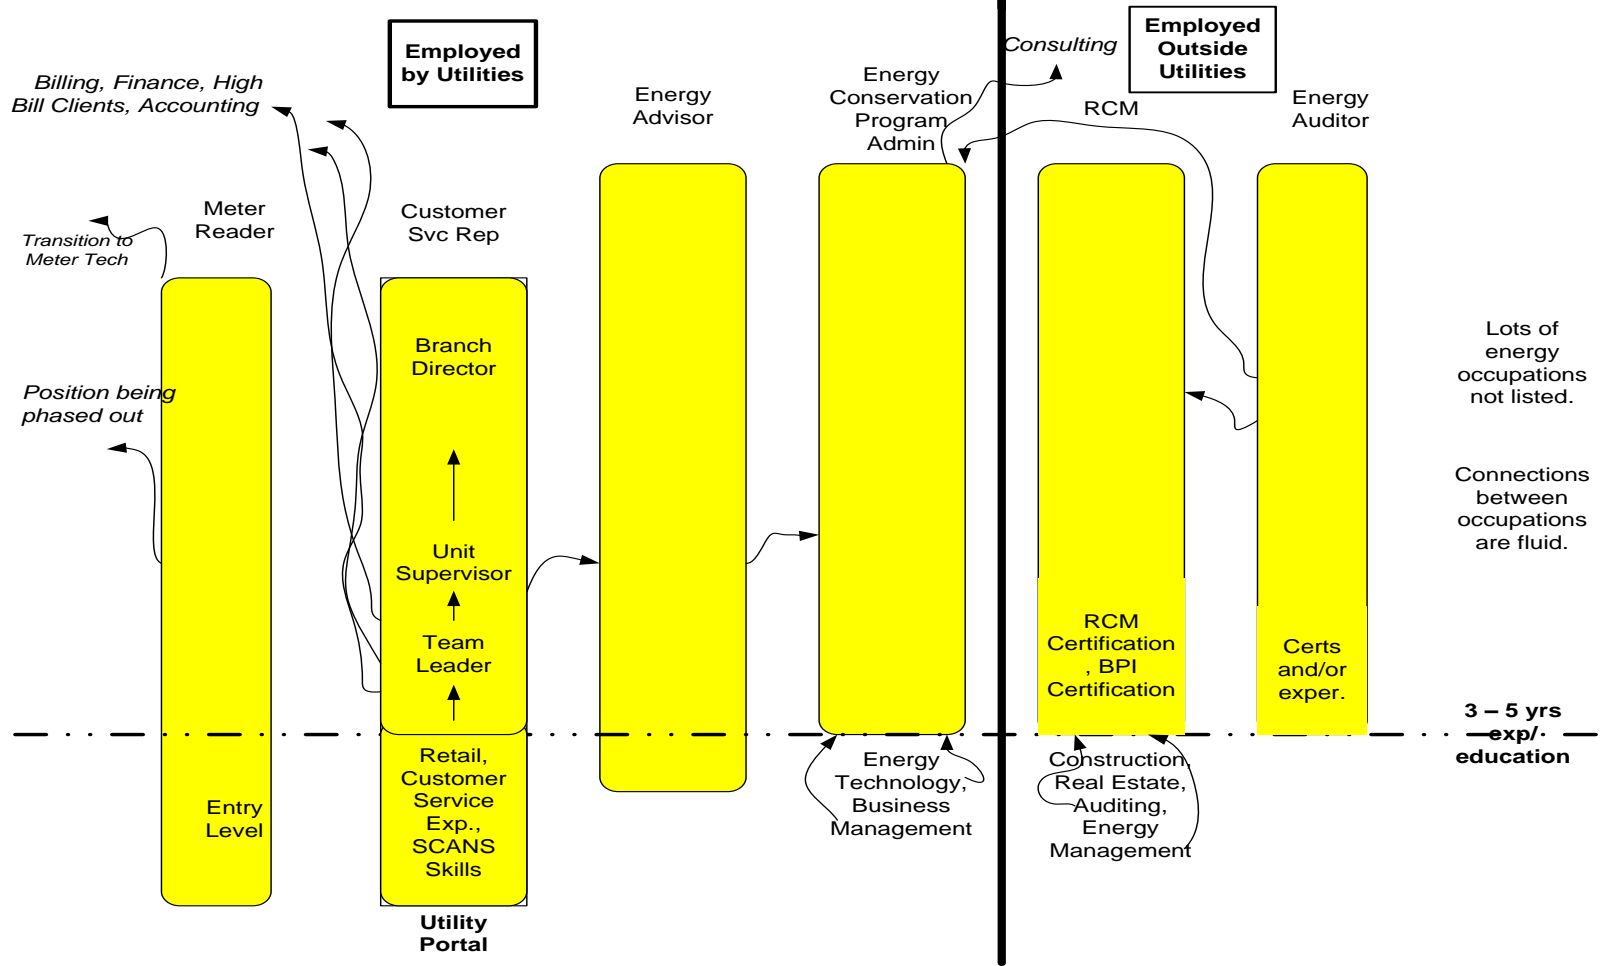 Employed
by Utilities
Employed
Outside
Utilities
Consulting
Billing, Finance, High
Bill Clients, Accounting
Energy
Advisor
Energy
Conservation
Program
Admin
RCM
Energy
Auditor
Meter
Reader
Customer
Svc Rep
Transition to
Meter Tech
Position being
phased out
Branch
Director
Unit
Supervisor
Team
Leader
Lots of
energy
occupations
not listed.
Connections
between
occupations
are fluid.
RCM
Certification
, BPI
Certification
Certs
and/or
exper.
3 – 5 yrs
exp/
education
Entry
Level
Retail,
Customer
Service
Exp.,
SCANS
Skills
Energy
Technology,
Business
Management
Construction,
Real Estate,
Auditing,
Energy
Management
Utility
Portal